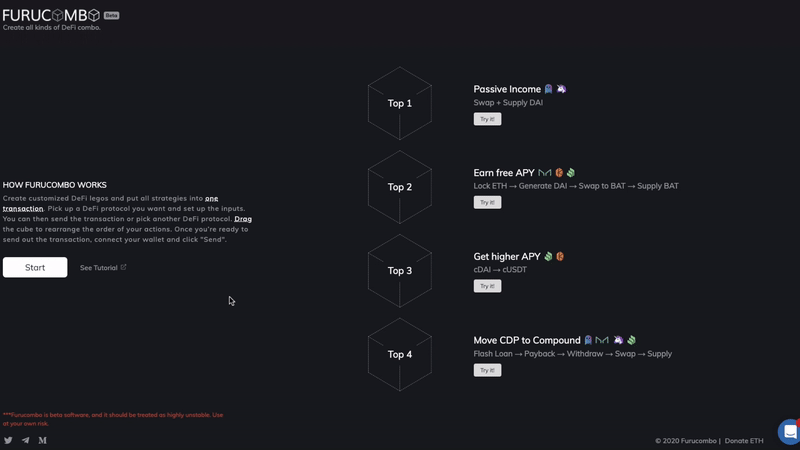 FURUCOMBO Beta
Create all kinds of DeFi combo.
HOW FURUCOMBO WORKS
Create customized DeFi legos and put all strategies into one
transaction. Pick up a DeFi protocol you want and set up the inputs.
You can then send the transaction or pick another DeFi protocol. Drag
the cube to rearrange the order of your actions. Once you're ready to
send out the transaction, connect your wallet and click "Send".
Start
See Tutorial
Top 1
Passive Income
Swap + Supply DAI
Try it!
Top 2
Earn free APY
Lock ETH → Generate DAI → Swap to BAT → Supply BAT
Try it!
Top 3
Get higher APY
cDAI → cUSDT
Try it!
Top 4
Move CDP to Compound
Flash Loan → Payback → Withdraw → Swap → Supply
Try it!
***Furucombo is beta software, and it should be treated as highly unstable. Use
at your own risk.
© 2020 Furucombo | Donate ETH